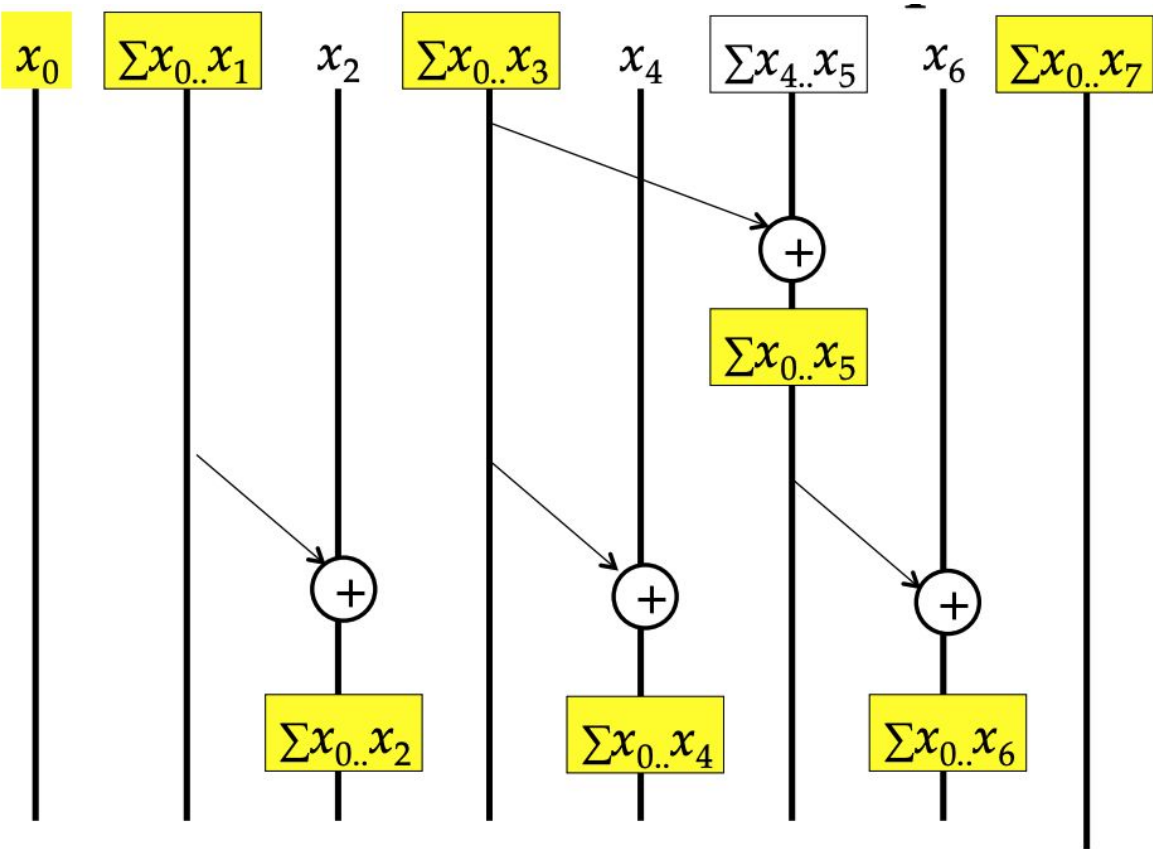 x₀ ∑x₀..x₁ x₂ ∑x₀..x₃ x₄ ∑x₄..x₅ x₆ ∑x₀..x₇
+
∑x₀..x₅
+ + +
∑x₀..x₂ ∑x₀..x₄ ∑x₀..x₆